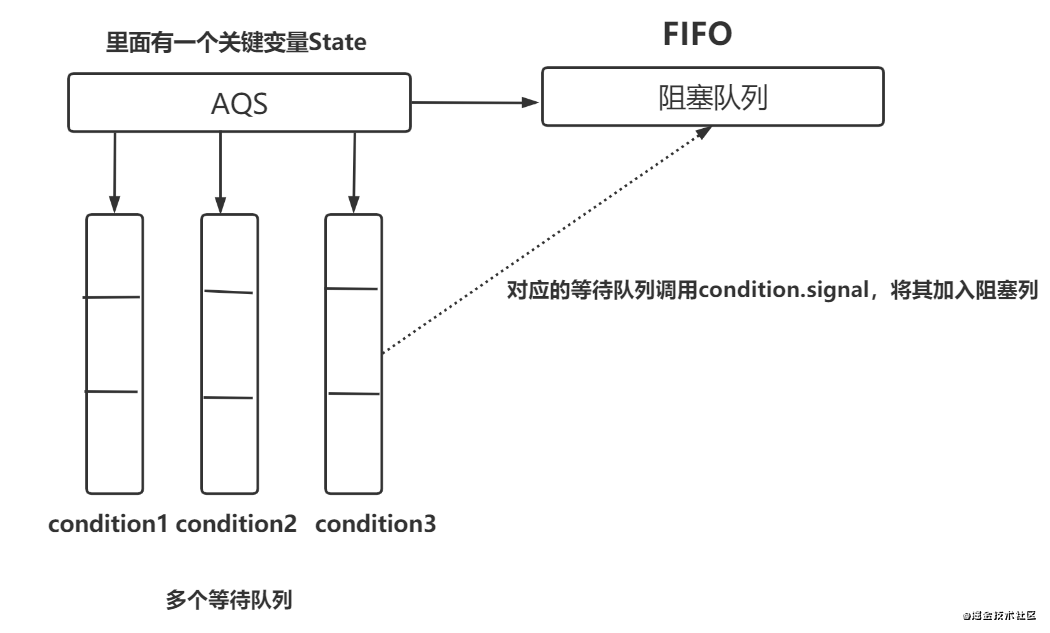 里面有一个关键变量State
FIFO
AQS
阻塞队列
对应的等待队列调用condition.signal，将其加入阻塞列
condition1 condition2 condition3
多个等待队列
@掘金技术社区